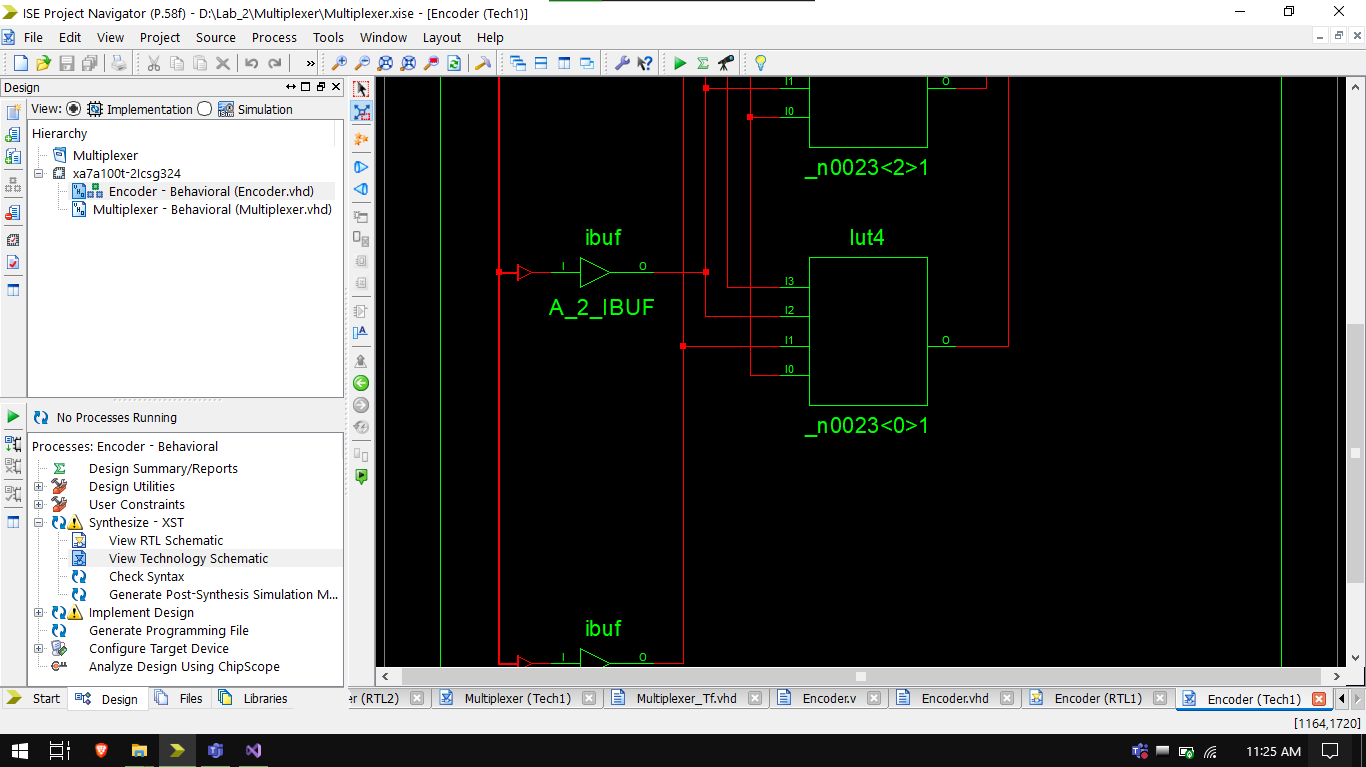 ISE Project Navigator (P.58f) - D:\Lab_2\Multiplexer\Multiplexer.xise - [Encoder (Tech1)]
File Edit View Project Source Process Tools Window Layout Help
»
Design
View: Implementation Simulation
Hierarchy
Multiplexer
xa7a100t-2Icsg324
Encoder - Behavioral (Encoder.vhd)
Multiplexer - Behavioral (Multiplexer.vhd)
No Processes Running
Processes: Encoder - Behavioral
Design Summary/Reports
Design Utilities
User Constraints
Synthesize - XST
View RTL Schematic
View Technology Schematic
Check Syntax
Generate Post-Synthesis Simulation M...
Implement Design
Generate Programming File
Configure Target Device
Analyze Design Using ChipScope
Start Design Files Libraries
I1 O
I0
_n0023<2>1
ibuf
I O
A_2_IBUF
lut4
I3
I2
I1 O
I0
_n0023<0>1
ibuf
I O
er (RTL2) Multiplexer (Tech1) Multiplexer_Tf.vhd Encoder.v Encoder.vhd Encoder (RTL1) Encoder (Tech1)
[1164,1720]
11:25 AM